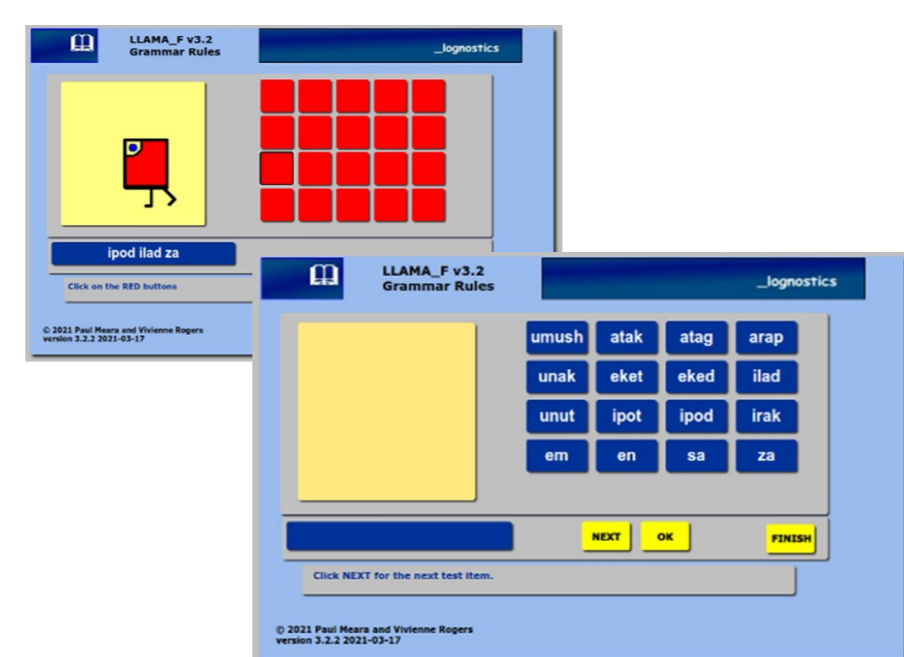 LLAMA_F v3.2
Grammar Rules
_lognostics
ipod ilad za
Click on the RED buttons
© 2021 Paul Meara and Vivienne Rogers
version 3.2.2 2021-03-17
LLAMA_F v3.2
Grammar Rules
_lognostics
umush atak atag arap
unak eket eked ilad
unut ipot ipod irak
em en sa za
NEXT OK FINISH
Click NEXT for the next test item.
© 2021 Paul Meara and Vivienne Rogers
version 3.2.2 2021-03-17